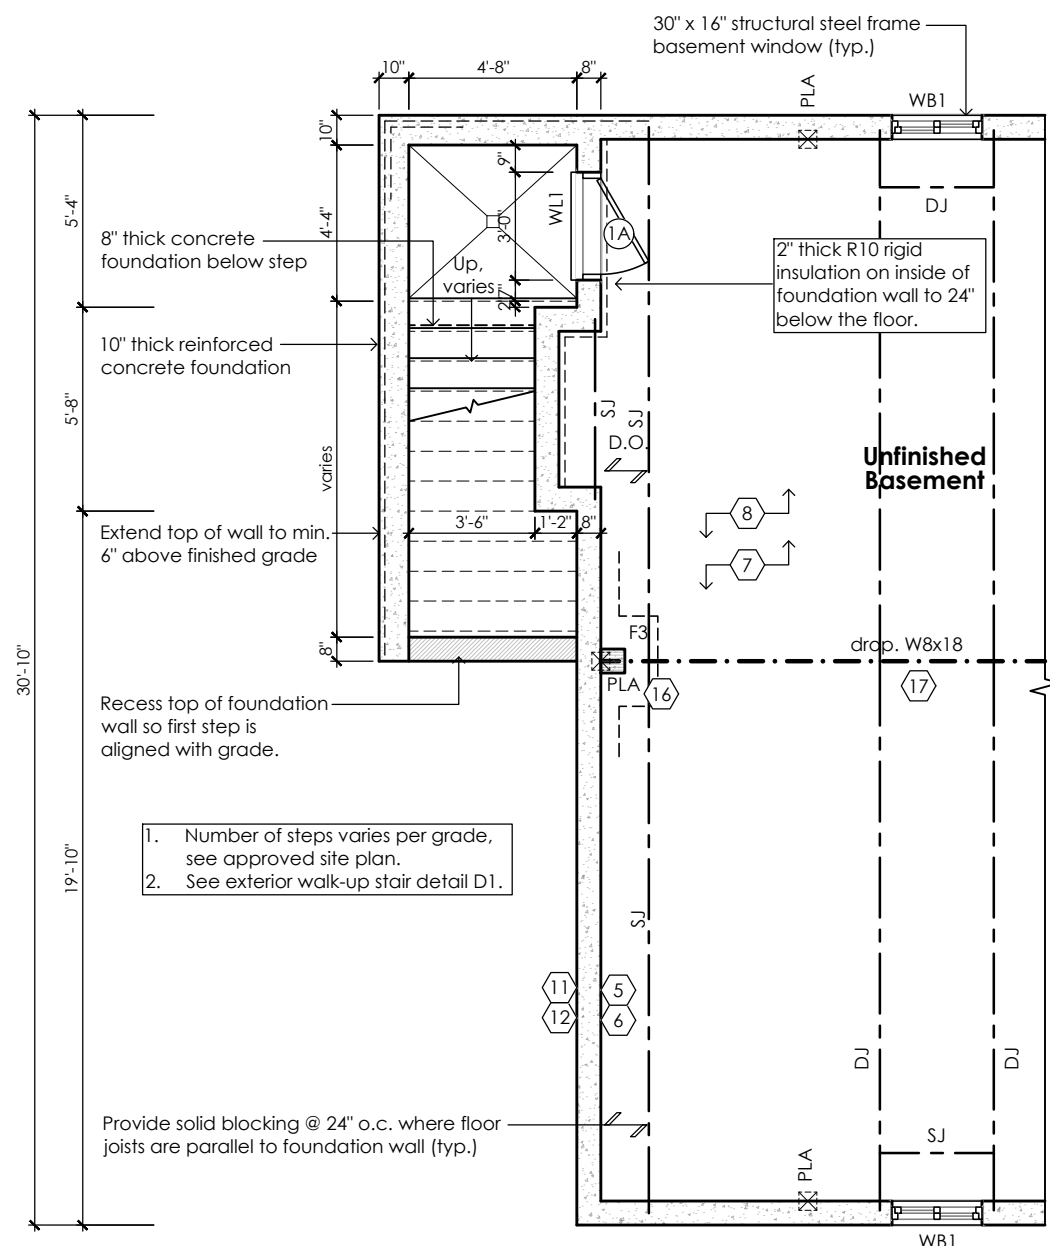 30" x 16" structural steel frame
basement window (typ.)
10"
4'-8"
8"
PLA
WB1
10"
9"
5'-4"
4'-4"
3'-0"
WL1
1A
DJ
8" thick concrete
foundation below step
Up,
varies
2" thick R10 rigid
insulation on inside of
foundation wall to 24"
below the floor.
10" thick reinforced
concrete foundation
5'-8"
SJ
SJ
D.O.
varies
Unfinished
Basement
Extend top of wall to min.
6" above finished grade
3'-6"
1'-2"
8"
8
7
F3
drop. W8x18
8"
30'-10"
PLA
16
17
Recess top of foundation
wall so first step is
aligned with grade.
1. Number of steps varies per grade,
see approved site plan.
2. See exterior walk-up stair detail D1.
19'-10"
SJ
11
5
12
6
DJ
DJ
Provide solid blocking @ 24" o.c. where floor
joists are parallel to foundation wall (typ.)
SJ
PLA
WB1